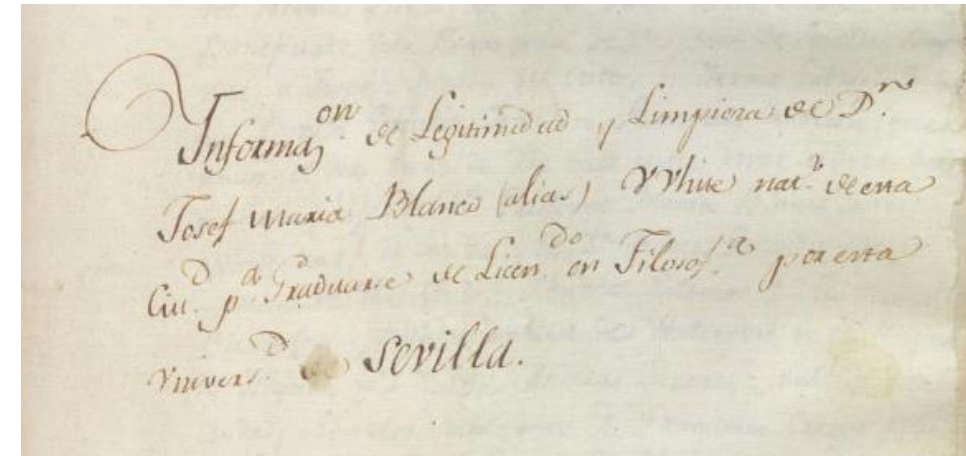 Informaz.on de Legitimidad y Limpieza de D.n
Josef Maria Blanco (alias) White nat.l de esta
Ciu.d p.a Graduarse de Licen.do en Filosof.a por esta
Univers.d de Sevilla.